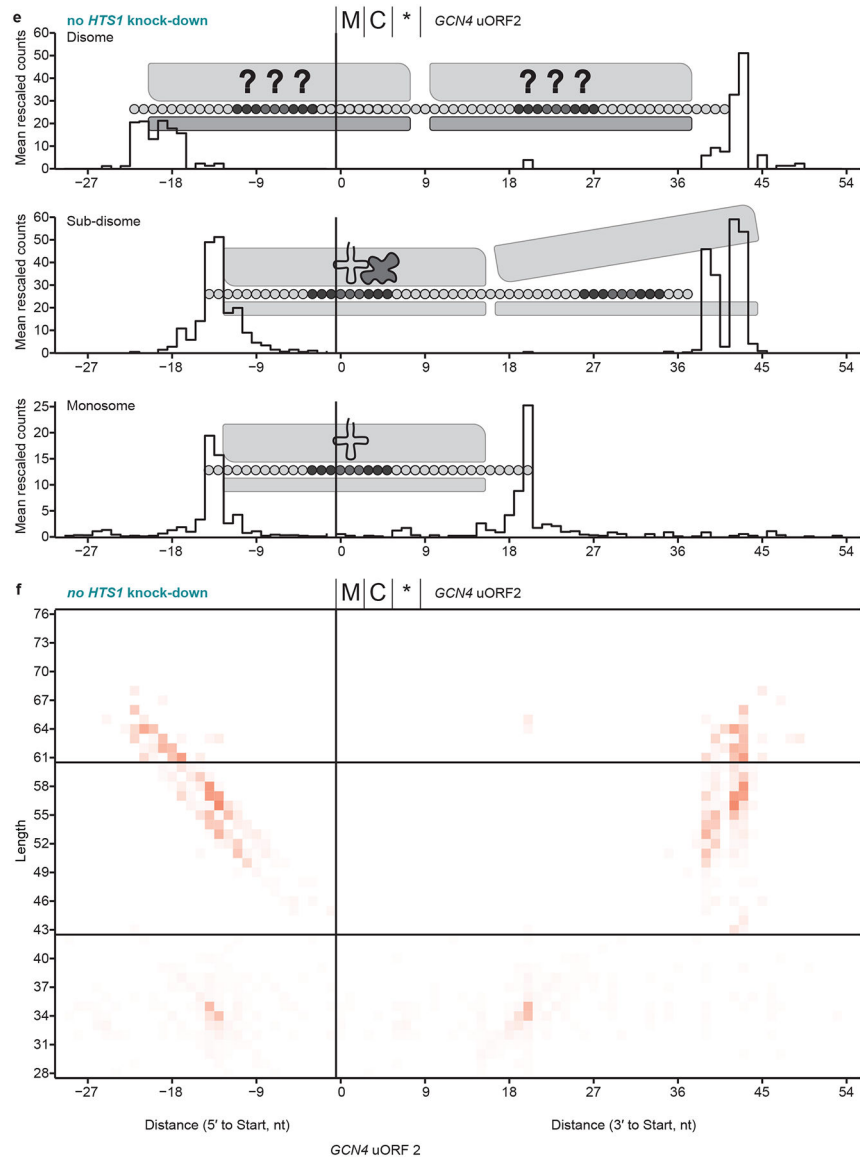 e
no HTS1 knock-down
M C * GCN4 uORF2
Disome
Mean rescaled counts
60
50
40
30
20
10
0
? ? ? ? ? ?
−27 −18 −9 0 9 18 27 36 45 54
Sub-disome
Mean rescaled counts
60
50
40
30
20
10
0
−27 −18 −9 0 9 18 27 36 45 54
Monosome
Mean rescaled counts
25
20
15
10
5
0
−27 −18 −9 0 9 18 27 36 45 54
f
no HTS1 knock-down
M C * GCN4 uORF2
Length
76
73
70
67
64
61
58
55
52
49
46
43
40
37
34
31
28
−27 −18 −9 0 9 18 27 36 45 54
Distance (5′ to Start, nt) Distance (3′ to Start, nt)
GCN4 uORF 2